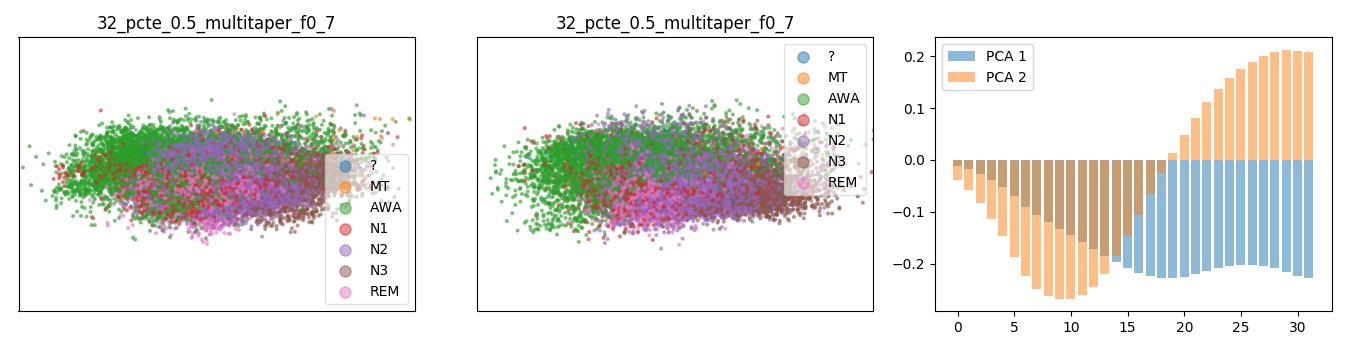 32_pcte_0.5_multitaper_f0_7
?
MT
AWA
N1
N2
N3
REM
32_pcte_0.5_multitaper_f0_7
?
MT
AWA
N1
N2
N3
REM
PCA 1
PCA 2
0.2
0.1
0.0
−0.1
−0.2
0 5 10 15 20 25 30